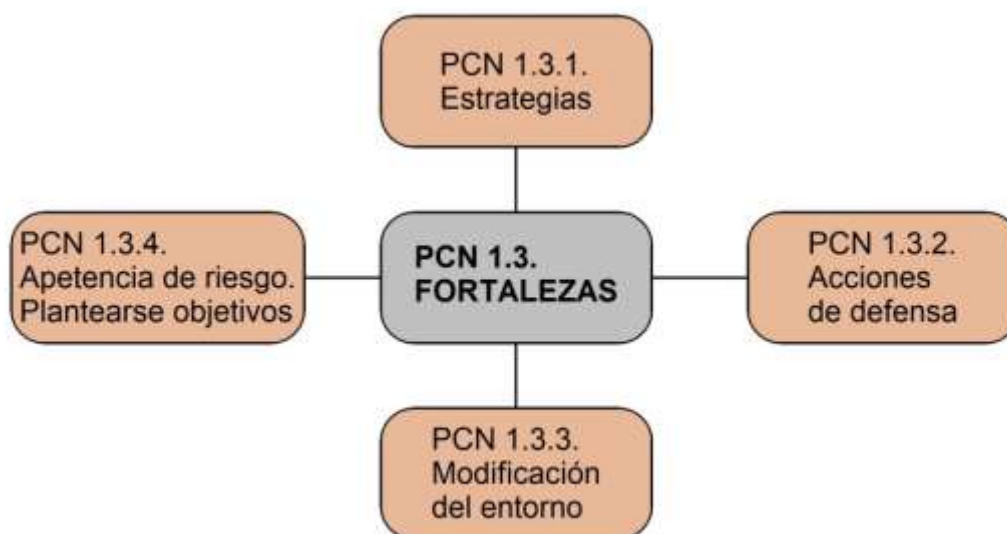 PCN 1.3.1.
Estrategias
PCN 1.3.4.
Apetencia de riesgo.
Plantearse objetivos
PCN 1.3.
FORTALEZAS
PCN 1.3.2.
Acciones
de defensa
PCN 1.3.3.
Modificación
del entorno